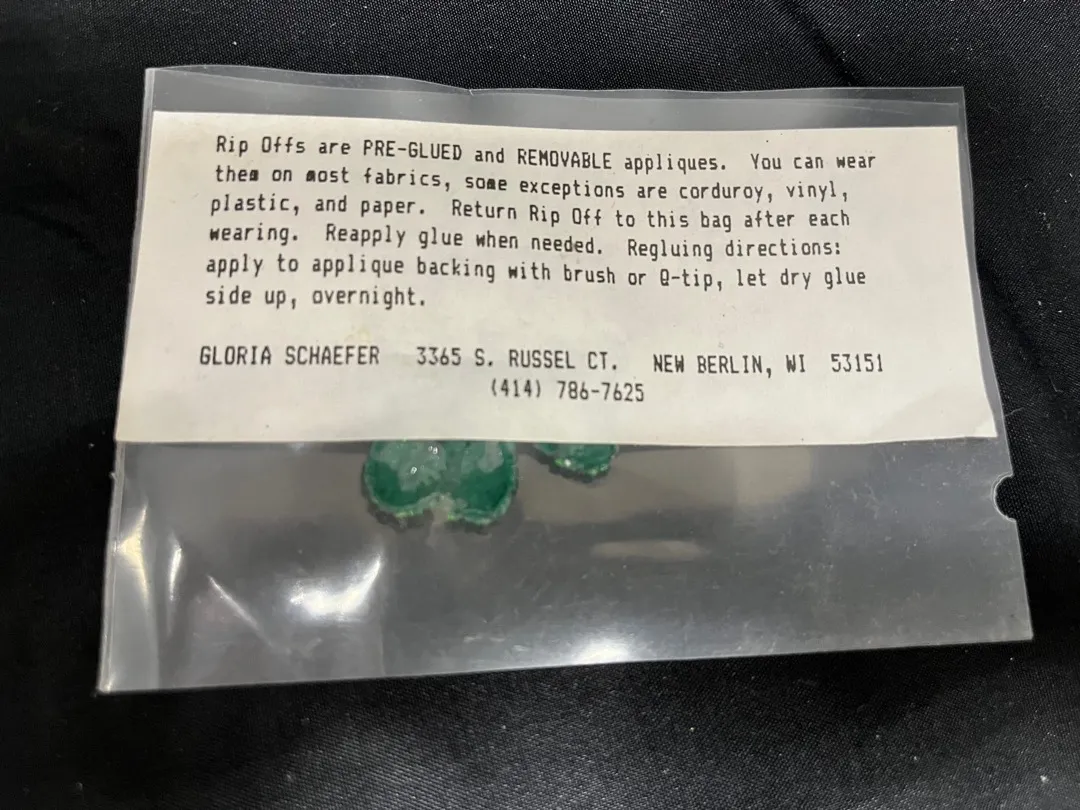 Rip Offs are PRE-GLUED and REMOVABLE appliques. You can wear
them on most fabrics, some exceptions are corduroy, vinyl,
plastic, and paper. Return Rip Off to this bag after each
wearing. Reapply glue when needed. Regluing directions:
apply to applique backing with brush or Q-tip, let dry glue
side up, overnight.
GLORIA SCHAEFER 3365 S. RUSSEL CT. NEW BERLIN, WI 53151
(414) 786-7625